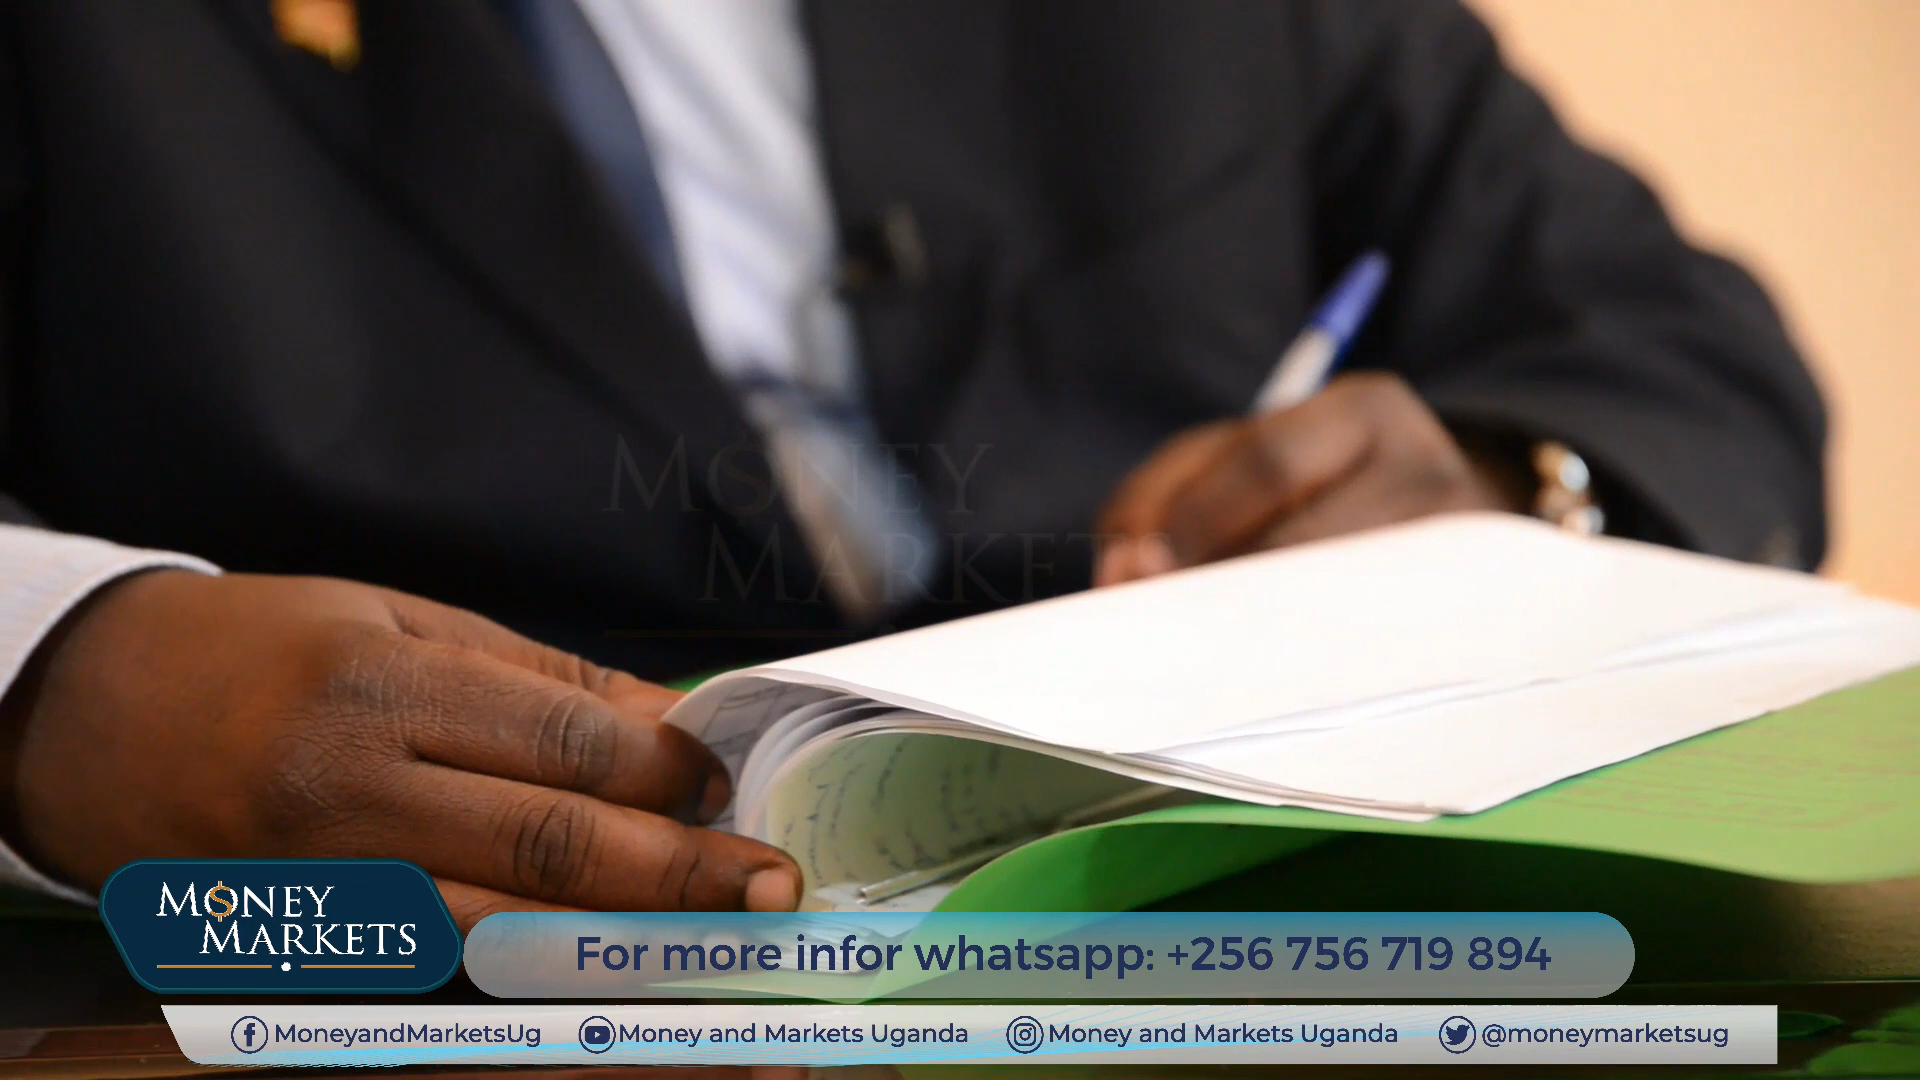 MONEY
MARKETS
MONEY
MARKETS
For more infor whatsapp: +256 756 719 894
MoneyandMarketsUg Money and Markets Uganda Money and Markets Uganda @moneymarketsug